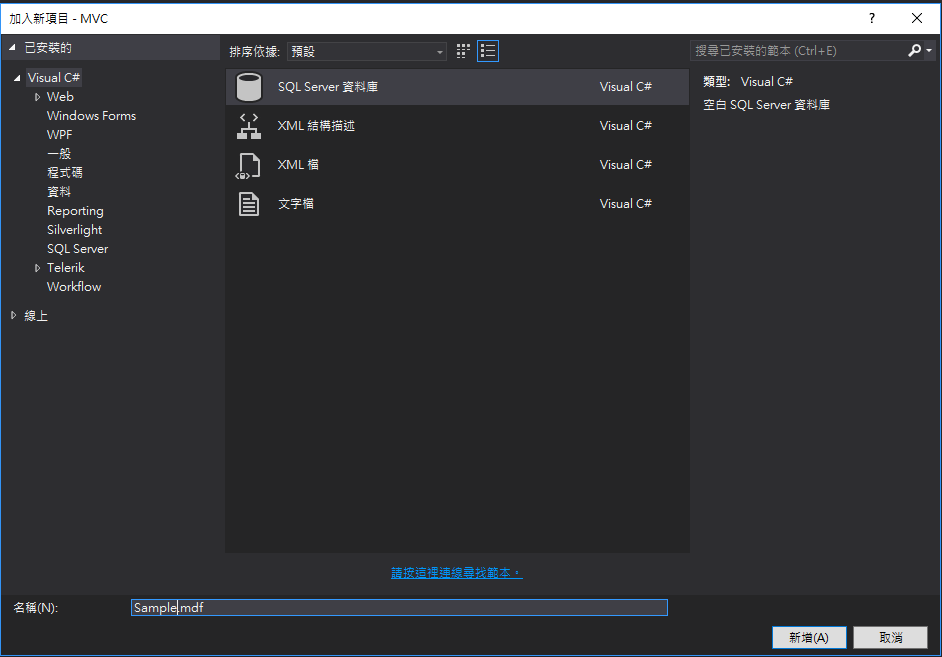 加入新項目 - MVC
?
已安裝的
排序依據: 預設
搜尋已安裝的範本 (Ctrl+E)
Visual C#
Web
Windows Forms
WPF
一般
程式碼
資料
Reporting
Silverlight
SQL Server
Telerik
Workflow
線上
SQL Server 資料庫 Visual C#
XML 結構描述 Visual C#
XML 檔 Visual C#
文字檔 Visual C#
類型: Visual C#
空白 SQL Server 資料庫
請按這裡連線尋找範本。
名稱(N): Sample.mdf
新增(A) 取消